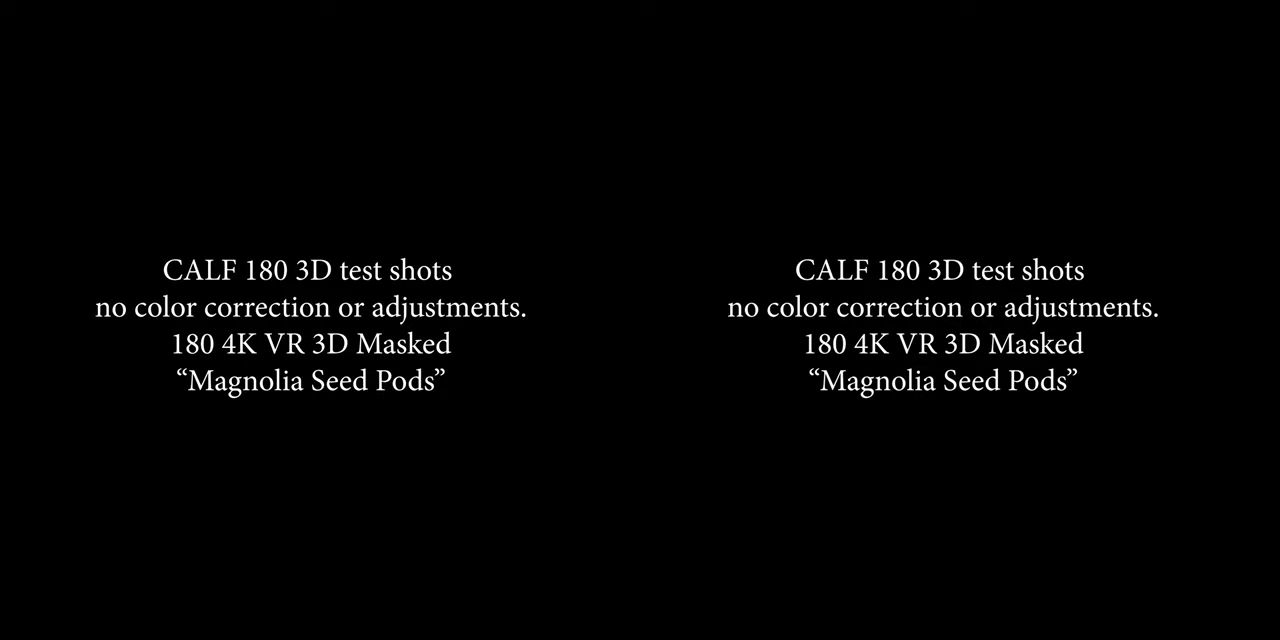 CALF 180 3D test shots
no color correction or adjustments.
180 4K VR 3D Masked
“Magnolia Seed Pods”
CALF 180 3D test shots
no color correction or adjustments.
180 4K VR 3D Masked
“Magnolia Seed Pods”